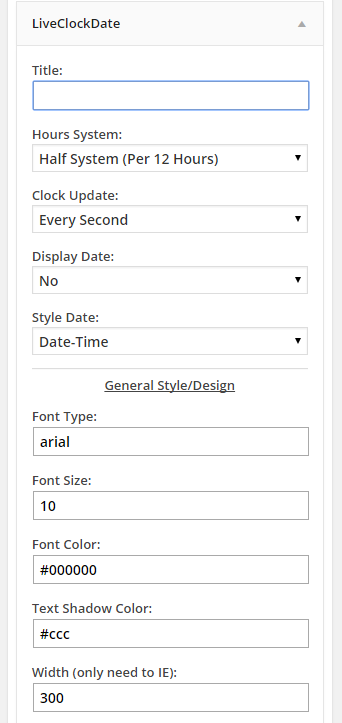 LiveClockDate
Title:
Hours System:
Half System (Per 12 Hours)
Clock Update:
Every Second
Display Date:
No
Style Date:
Date-Time
General Style/Design
Font Type:
arial
Font Size:
10
Font Color:
#000000
Text Shadow Color:
#ccc
Width (only need to IE):
300